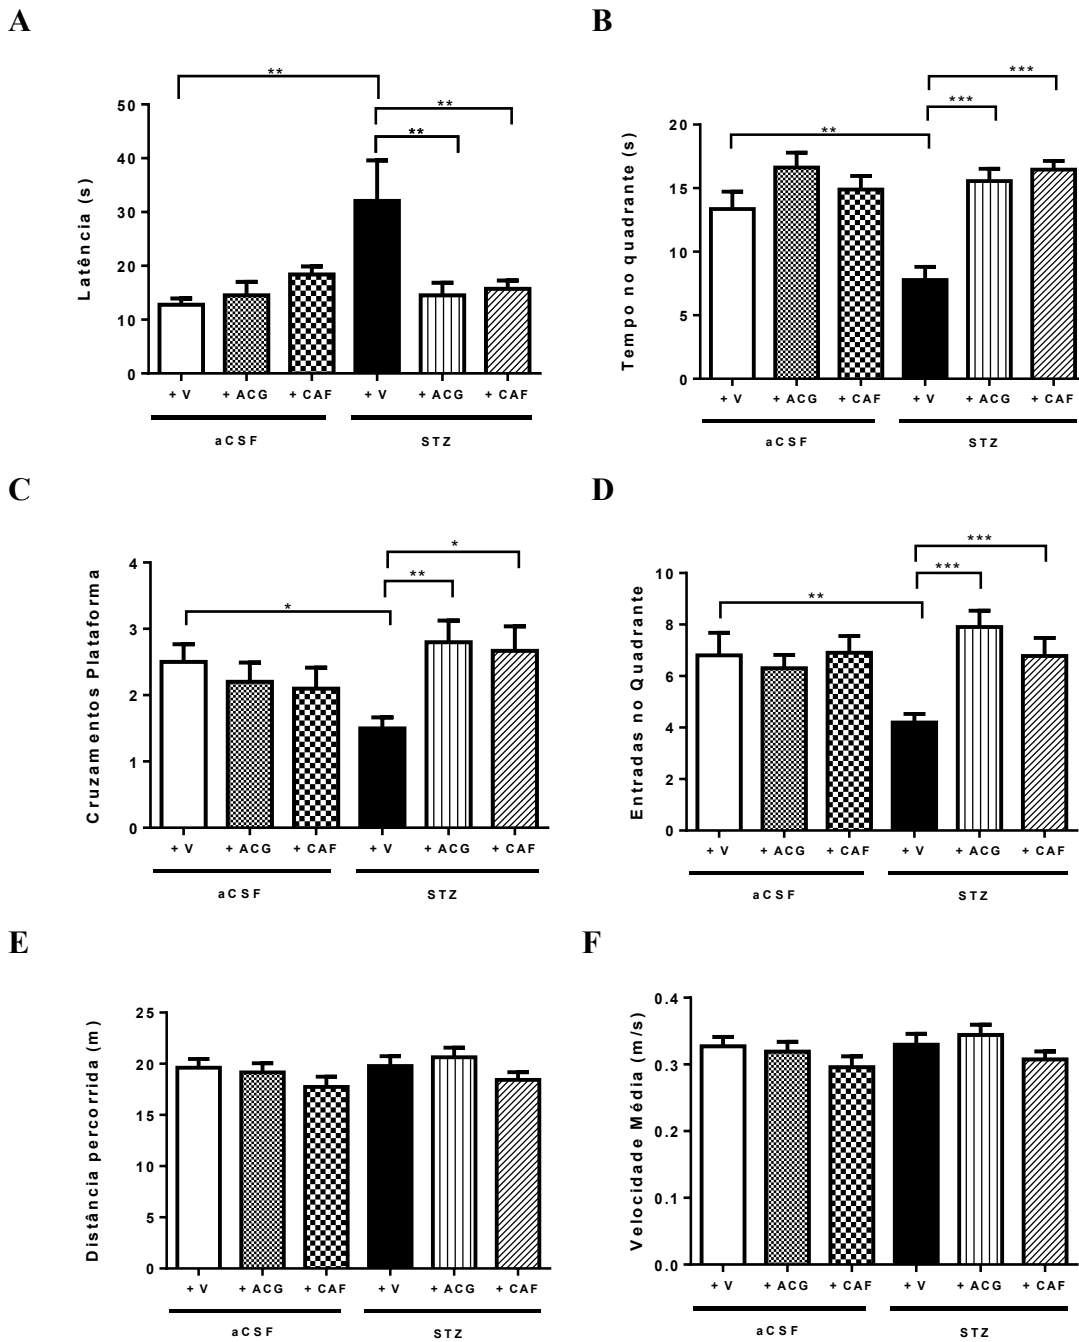 A
**
**
**
Latência (s)
50
40
30
20
10
0
+ V
+ ACG
+ CAF
+ V
+ ACG
+ CAF
aCSF
STZ
B
***
***
**
Tempo no quadrante (s)
20
15
10
5
0
+ V
+ ACG
+ CAF
+ V
+ ACG
+ CAF
aCSF
STZ
C
*
**
*
Cruzamentos Plataforma
4
3
2
1
0
+ V
+ ACG
+ CAF
+ V
+ ACG
+ CAF
aCSF
STZ
D
***
***
**
Entradas no Quadrante
10
8
6
4
2
0
+ V
+ ACG
+ CAF
+ V
+ ACG
+ CAF
aCSF
STZ
E
Distância percorrida (m)
25
20
15
10
5
0
+ V
+ ACG
+ CAF
+ V
+ ACG
+ CAF
aCSF
STZ
F
Velocidade Média (m/s)
0.4
0.3
0.2
0.1
0.0
+ V
+ ACG
+ CAF
+ V
+ ACG
+ CAF
aCSF
STZ